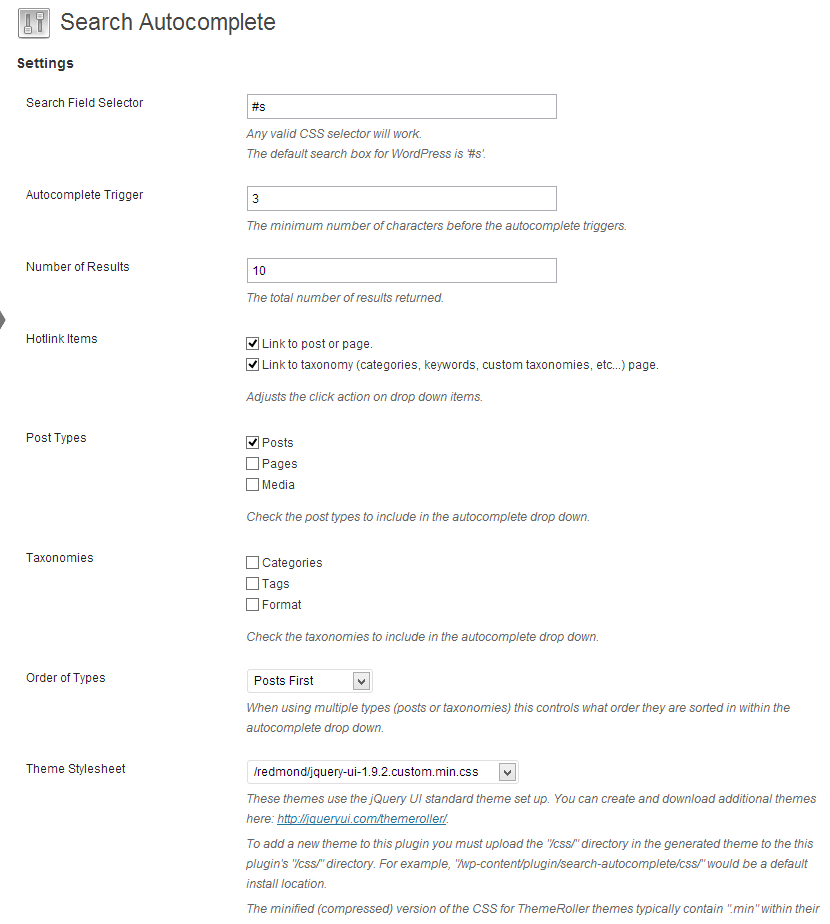 Search Autocomplete
Settings
Search Field Selector
#s
Any valid CSS selector will work.
The default search box for WordPress is '#s'.
Autocomplete Trigger
3
The minimum number of characters before the autocomplete triggers.
Number of Results
10
The total number of results returned.
Hotlink Items
Link to post or page.
Link to taxonomy (categories, keywords, custom taxonomies, etc...) page.
Adjusts the click action on drop down items.
Post Types
Posts
Pages
Media
Check the post types to include in the autocomplete drop down.
Taxonomies
Categories
Tags
Format
Check the taxonomies to include in the autocomplete drop down.
Order of Types
Posts First
When using multiple types (posts or taxonomies) this controls what order they are sorted in within the
autocomplete drop down.
Theme Stylesheet
/redmond/jquery-ui-1.9.2.custom.min.css
These themes use the jQuery UI standard theme set up. You can create and download additional themes
here: http://jqueryui.com/themeroller/.
To add a new theme to this plugin you must upload the "/css/" directory in the generated theme to the this
plugin's "/css/" directory. For example, "/wp-content/plugin/search-autocomplete/css/" would be a default
install location.
The minified (compressed) version of the CSS for ThemeRoller themes typically contain ".min" within their